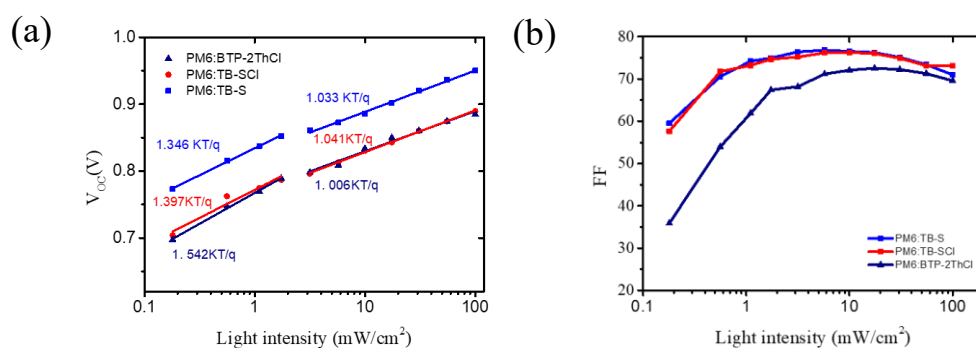 (a)
PM6:BTP-2ThCl
PM6:TB-SCl
PM6:TB-S
1.033 KT/q
1.346 KT/q
1.041KT/q
1.397KT/q
1. 006KT/q
1. 542KT/q
1.0
0.9
0.8
0.7
V_OC(V)
0.1
1
10
100
Light intensity (mW/cm²)
(b)
80
70
60
50
40
30
20
FF
PM6:TB-S
PM6:TB-SCl
PM6:BTP-2ThCl
0.1
1
10
100
Light intensity (mW/cm²)